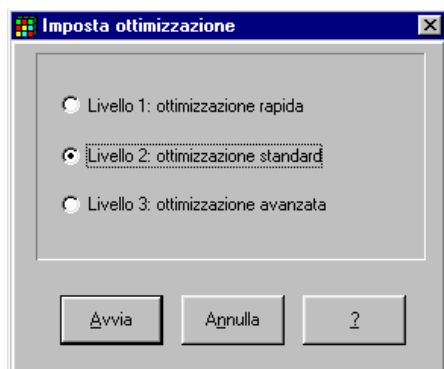 Imposta ottimizzazione
Livello 1: ottimizzazione rapida
Livello 2: ottimizzazione standard
Livello 3: ottimizzazione avanzata
Avvia Annulla ?